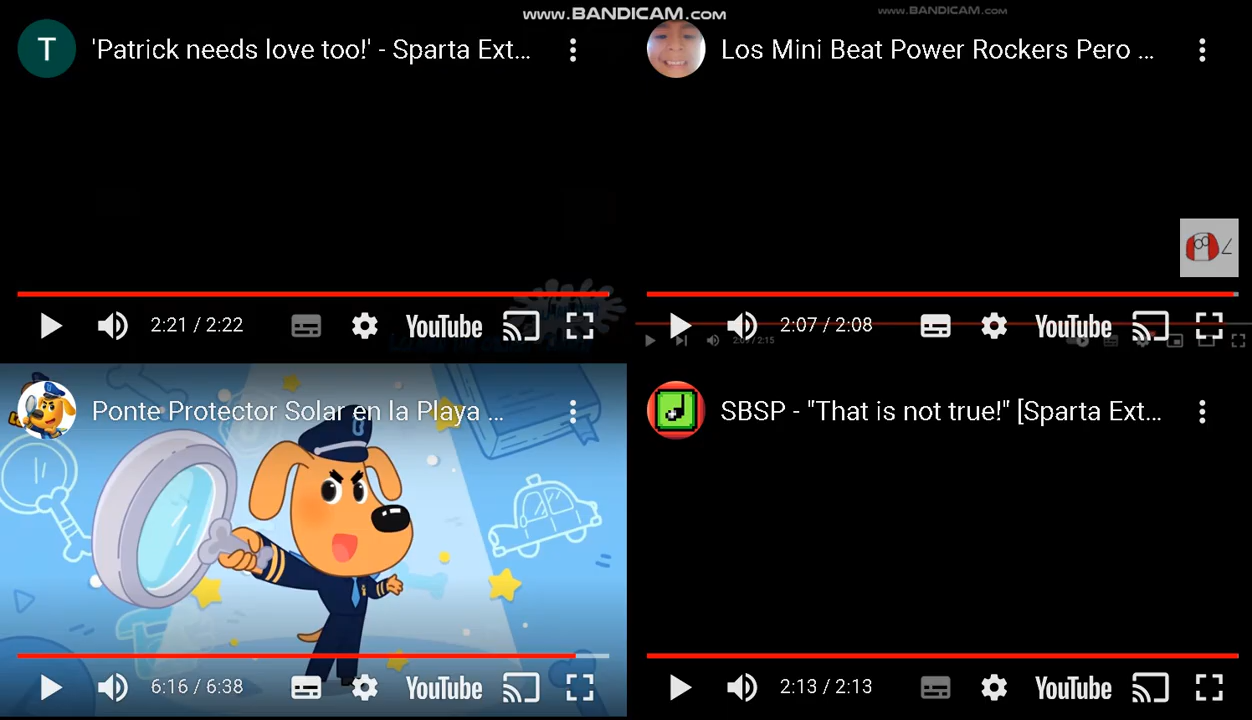 www.BANDICAM.com
www.BANDICAM.com
T
'Patrick needs love too!' - Sparta Ext...
Los Mini Beat Power Rockers Pero ...
2:21 / 2:22
YouTube
2:07 / 2:08
YouTube
Ponte Protector Solar en la Playa ...
SBSP - "That is not true!" [Sparta Ext...
6:16 / 6:38
YouTube
2:13 / 2:13
YouTube